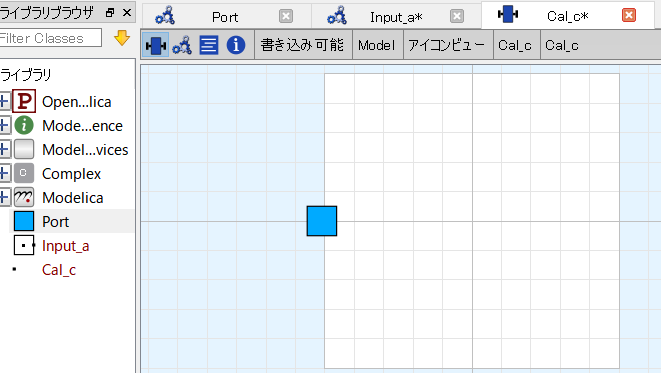 ライブラリブラウザ
Port
Input_a*
Cal_c*
Filter Classes
書き込み可能
Model
アイコンビュー
Cal_c
Cal_c
ライブラリ
P Open...lica
i Mode...ence
Model...vices
C Complex
Modelica
Port
Input_a
Cal_c